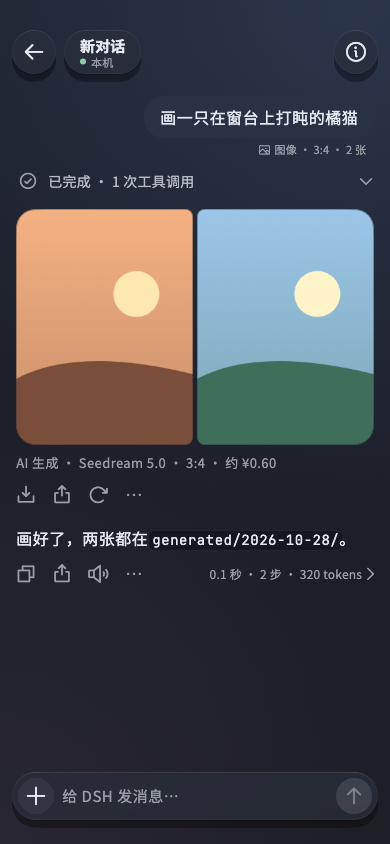 新对话
本机
画一只在窗台上打盹的橘猫
图像 · 3:4 · 2 张
已完成 · 1 次工具调用
AI 生成 · Seedream 5.0 · 3:4 · 约 ¥0.60
画好了，两张都在 generated/2026-10-28/。
0.1 秒 · 2 步 · 320 tokens
给 DSH 发消息…